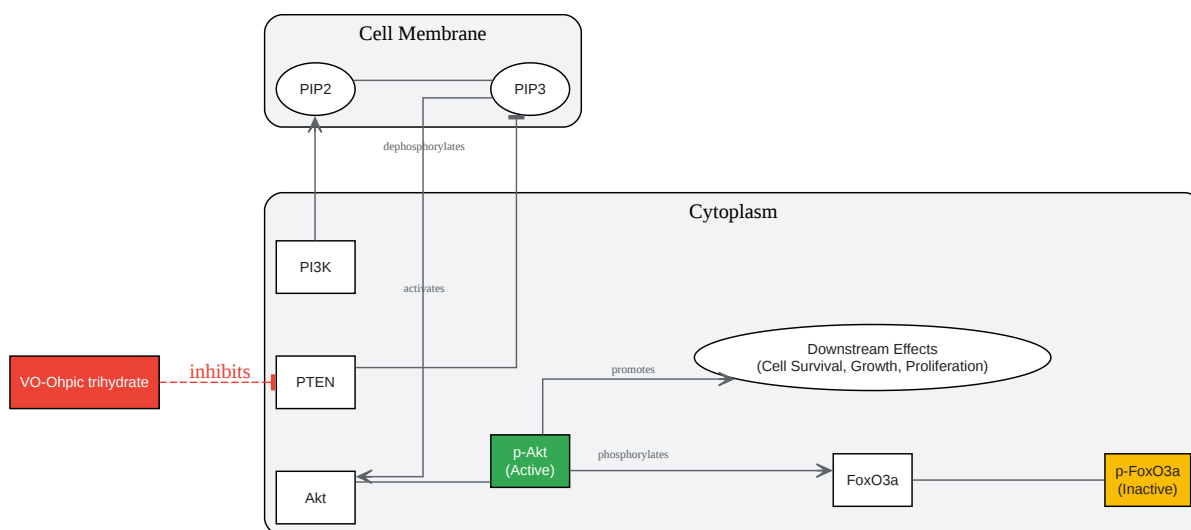 Cell Membrane
PIP2
PIP3
dephosphorylates
Cytoplasm
PI3K
activates
Downstream Effects
(Cell Survival, Growth, Proliferation)
promotes
VO-Ohpic trihydrate
inhibits
PTEN
p-Akt
(Active)
phosphorylates
FoxO3a
p-FoxO3a
(Inactive)
Akt